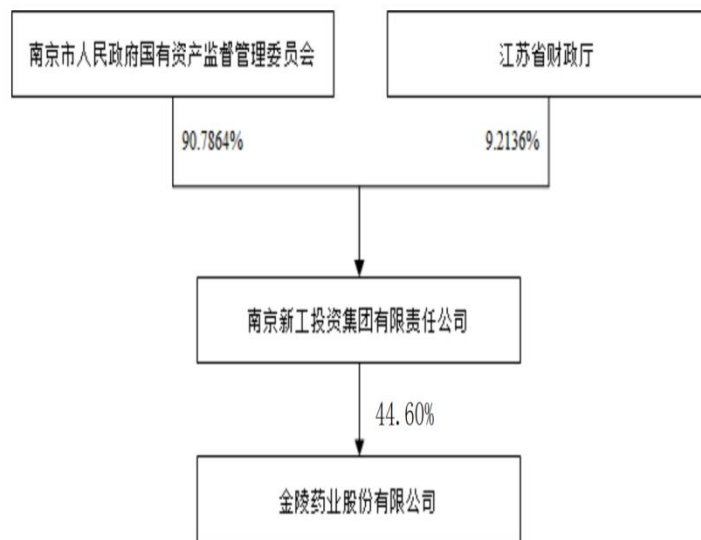 南京市人民政府国有资产监督管理委员会
江苏省财政厅
90.7864%
9.2136%
南京新工投资集团有限责任公司
44.60%
金陵药业股份有限公司